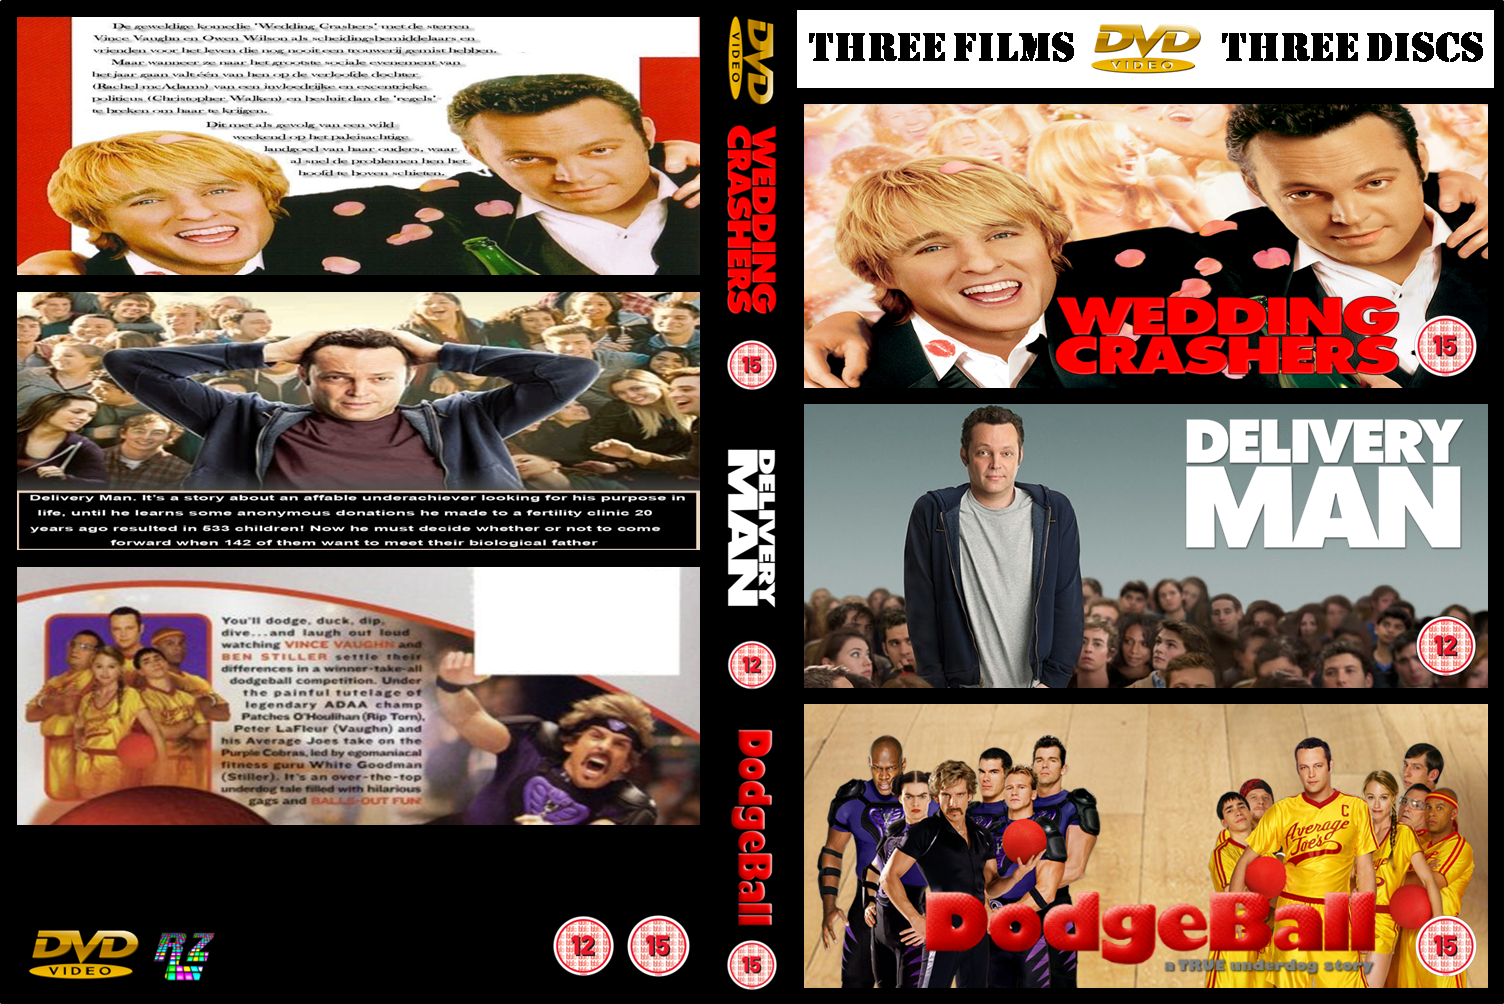 De geweldige komedie 'Wedding Crashers' met de sterren
Vince Vaughn en Owen Wilson als scheidingsbemiddelaars en
vrienden voor het leven die nog nooit een trouwerij gemist hebben.
Maar wanneer ze naar het grootste sociale evenement van
het jaar gaan valt één van hen op de verloofde dochter
(Rachel mcAdams) van een invloedrijke en excentrieke
politicus (Christopher Walken) en besluit dan de 'regels'
te breken om haar te krijgen.
Dit met als gevolg van een wild
weekend op het paleisachtige
landgoed van haar ouders, waar
al snel de problemen hen het
hoofd te boven schieten.
Delivery Man. It's a story about an affable underachiever looking for his purpose in
life, until he learns some anonymous donations he made to a fertility clinic 20
years ago resulted in 533 children! Now he must decide whether or not to come
forward when 142 of them want to meet their biological father
You'll dodge, duck, dip,
dive...and laugh out loud
watching VINCE VAUGHN and
BEN STILLER settle their
differences in a winner-take-all
dodgeball competition. Under
the painful tutelage of
legendary ADAA champ
Patches O'Houlihan (Rip Torn),
Peter LaFleur (Vaughn) and
his Average Joes take on the
Purple Cobras, led by egomaniacal
fitness guru White Goodman
(Stiller). It's an over-the-top
underdog tale filled with hilarious
gags and BALLS-OUT FUN!
DVD
VIDEO
RZ
12
15
DVD
VIDEO
WEDDING
CRASHERS
15
DELIVERY
MAN
12
DodgeBall
15
THREE FILMS
DVD
VIDEO
THREE DISCS
WEDDING
CRASHERS
15
DELIVERY
MAN
12
Average
Joe's
C
DodgeBall
a TRUE underdog story
15